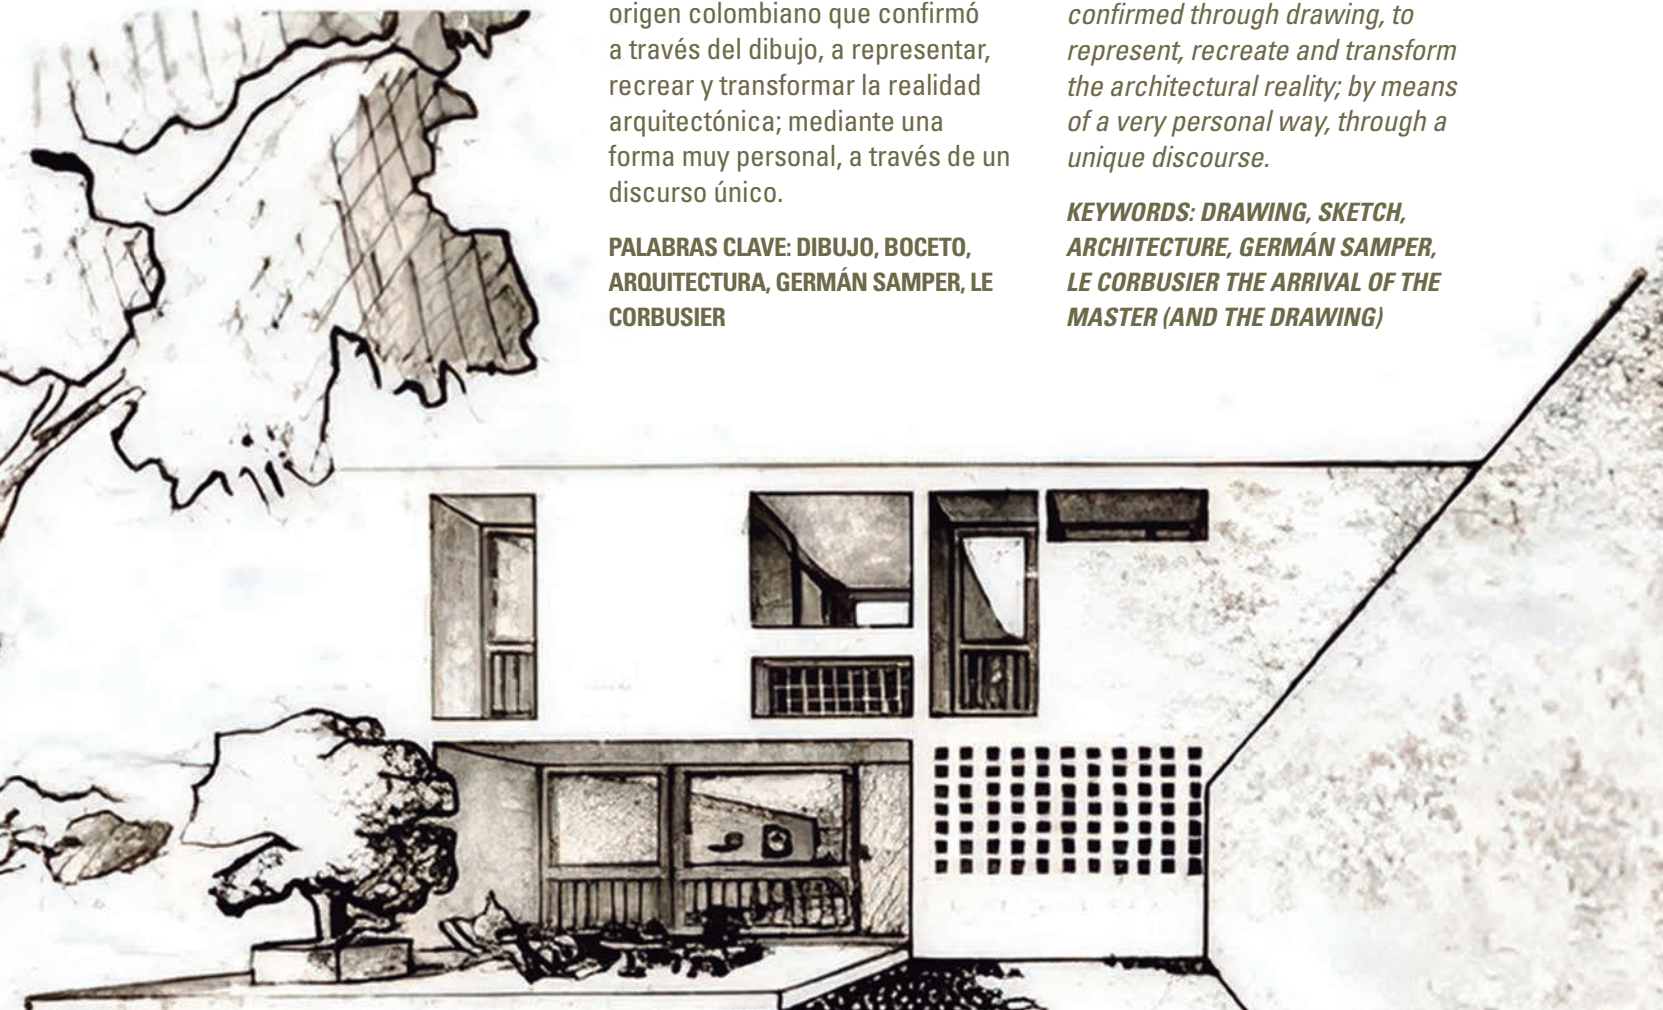 origen colombiano que confirmó
a través del dibujo, a representar,
recrear y transformar la realidad
arquitectónica; mediante una
forma muy personal, a través de un
discurso único.
PALABRAS CLAVE: DIBUJO, BOCETO,
ARQUITECTURA, GERMÁN SAMPER, LE
CORBUSIER
confirmed through drawing, to
represent, recreate and transform
the architectural reality; by means
of a very personal way, through a
unique discourse.
KEYWORDS: DRAWING, SKETCH,
ARCHITECTURE, GERMÁN SAMPER,
LE CORBUSIER THE ARRIVAL OF THE
MASTER (AND THE DRAWING)